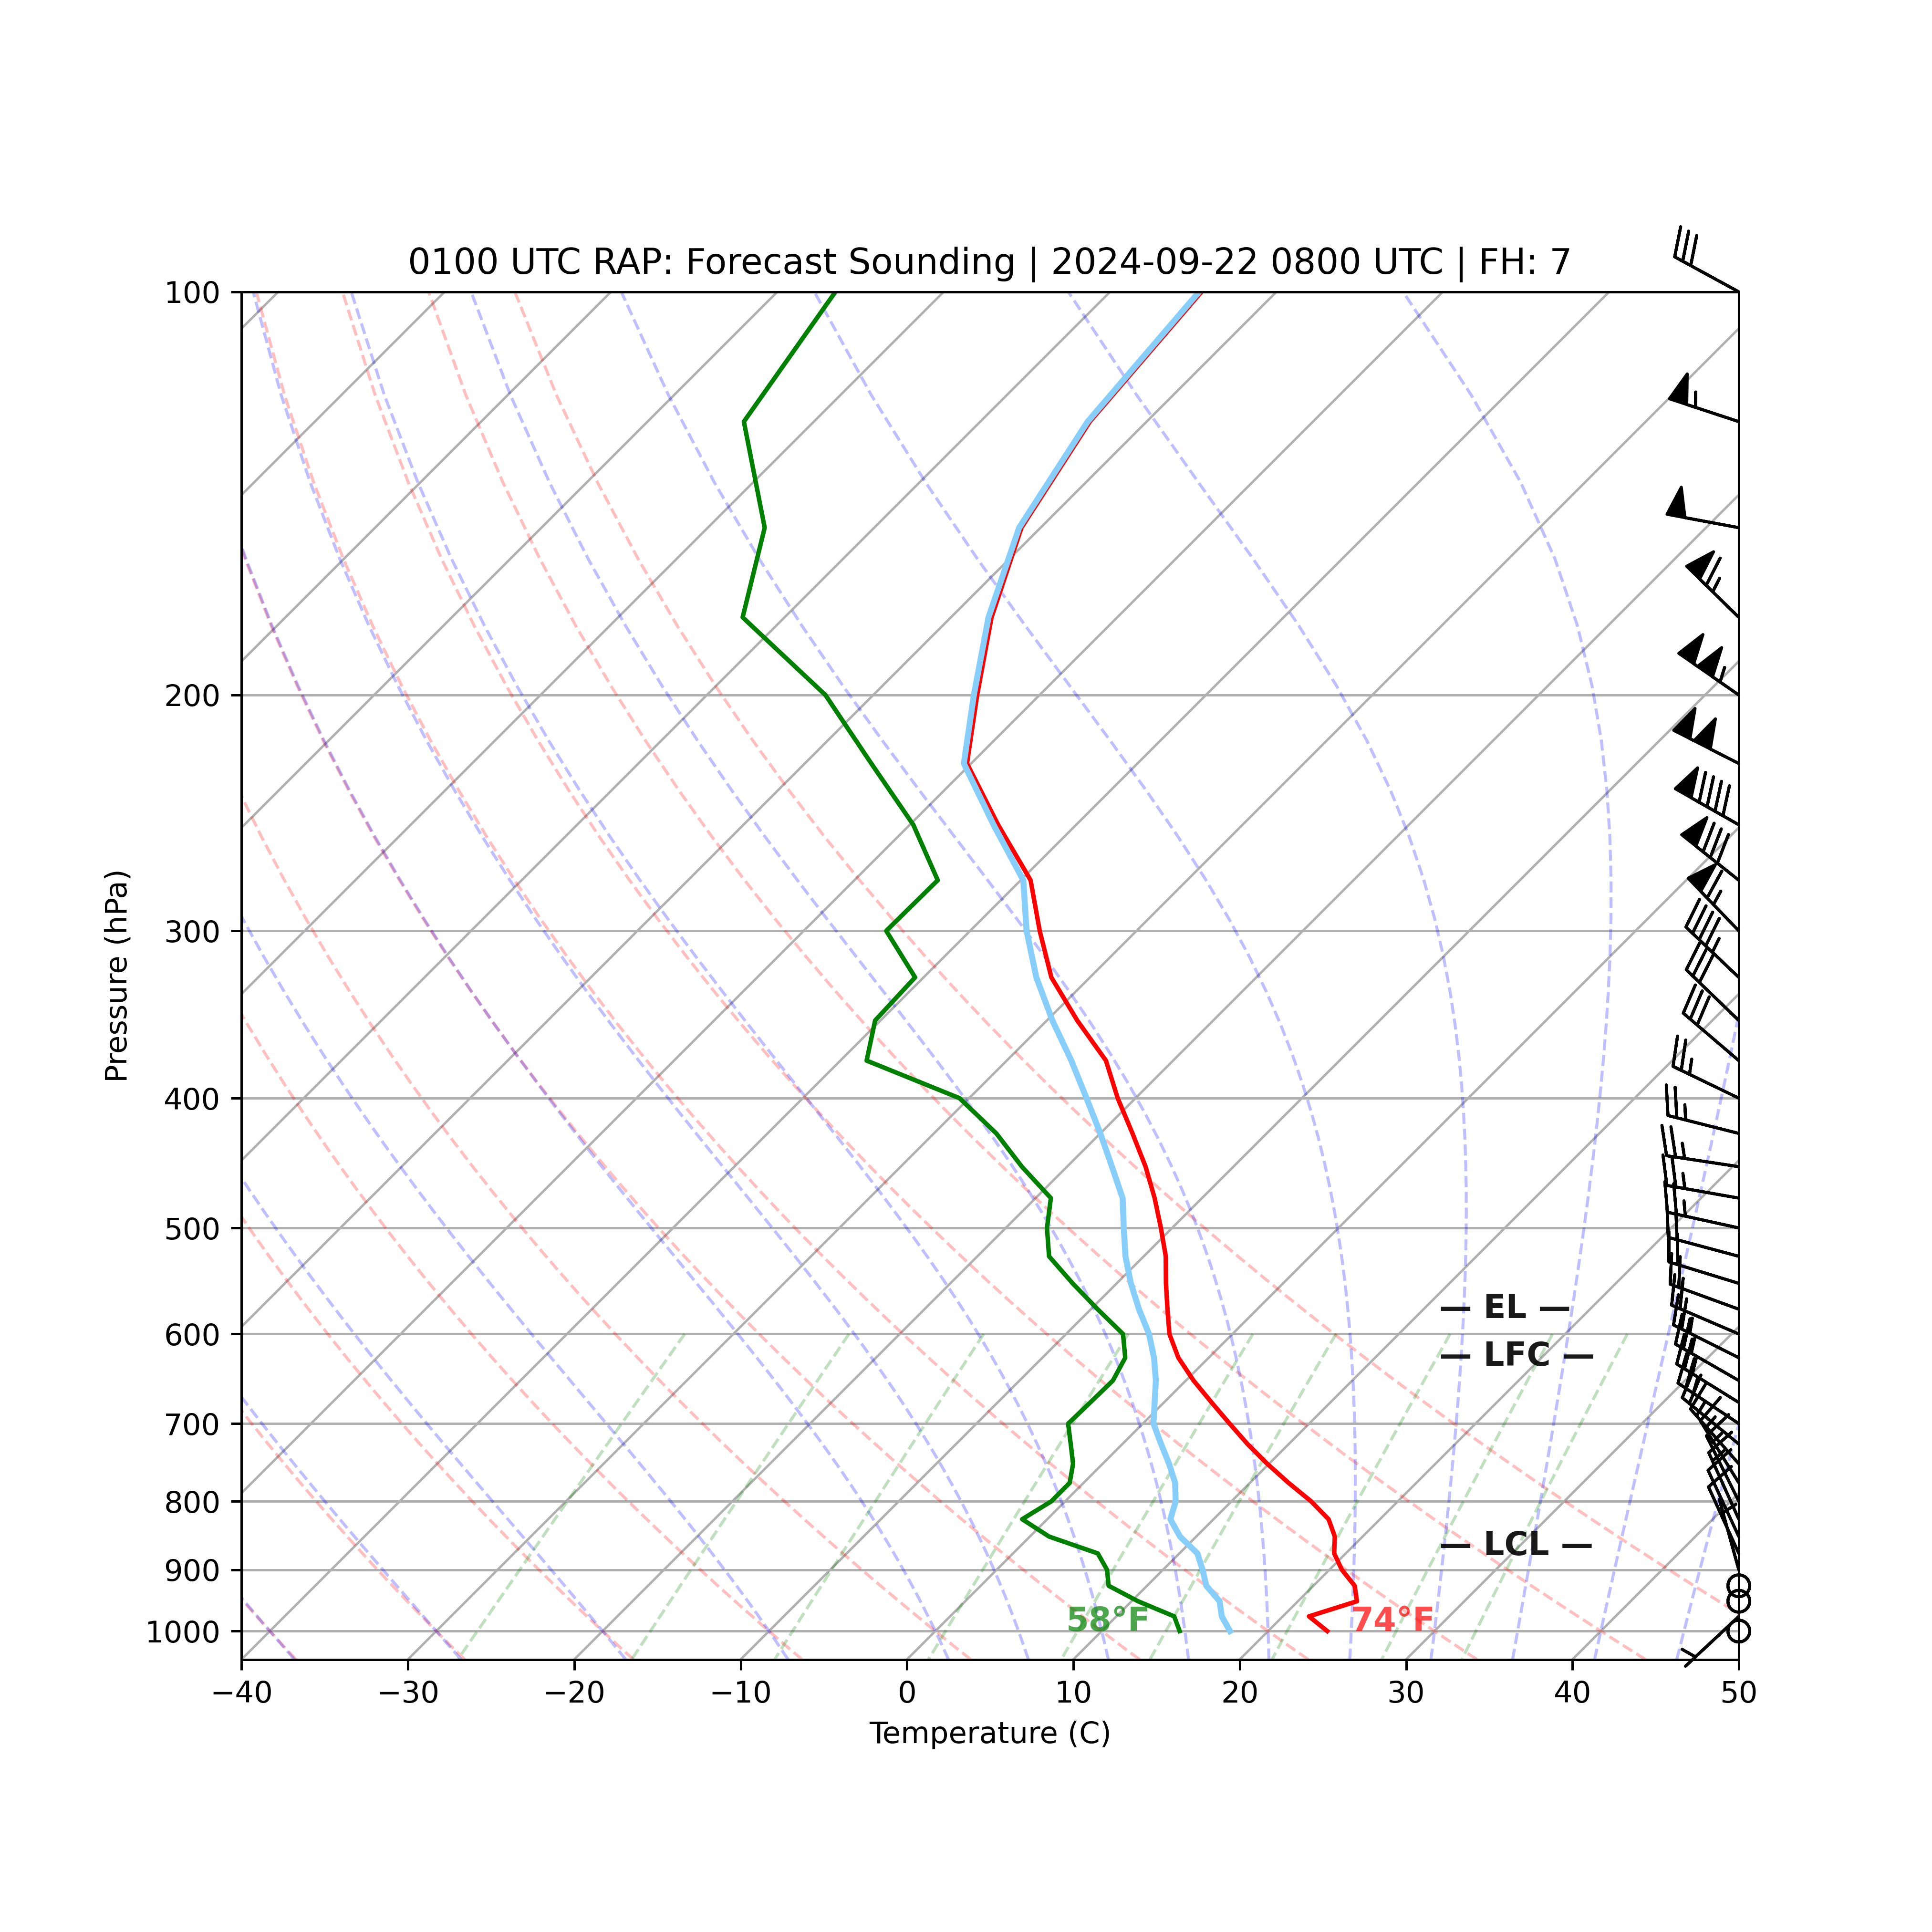 0100 UTC RAP: Forecast Sounding | 2024-09-22 0800 UTC | FH: 7
100
200
300
400
500
600
700
800
900
1000
Pressure (hPa)
— EL —
— LFC —
— LCL —
58°F
74°F
−40
−30
−20
−10
0
10
20
30
40
50
Temperature (C)